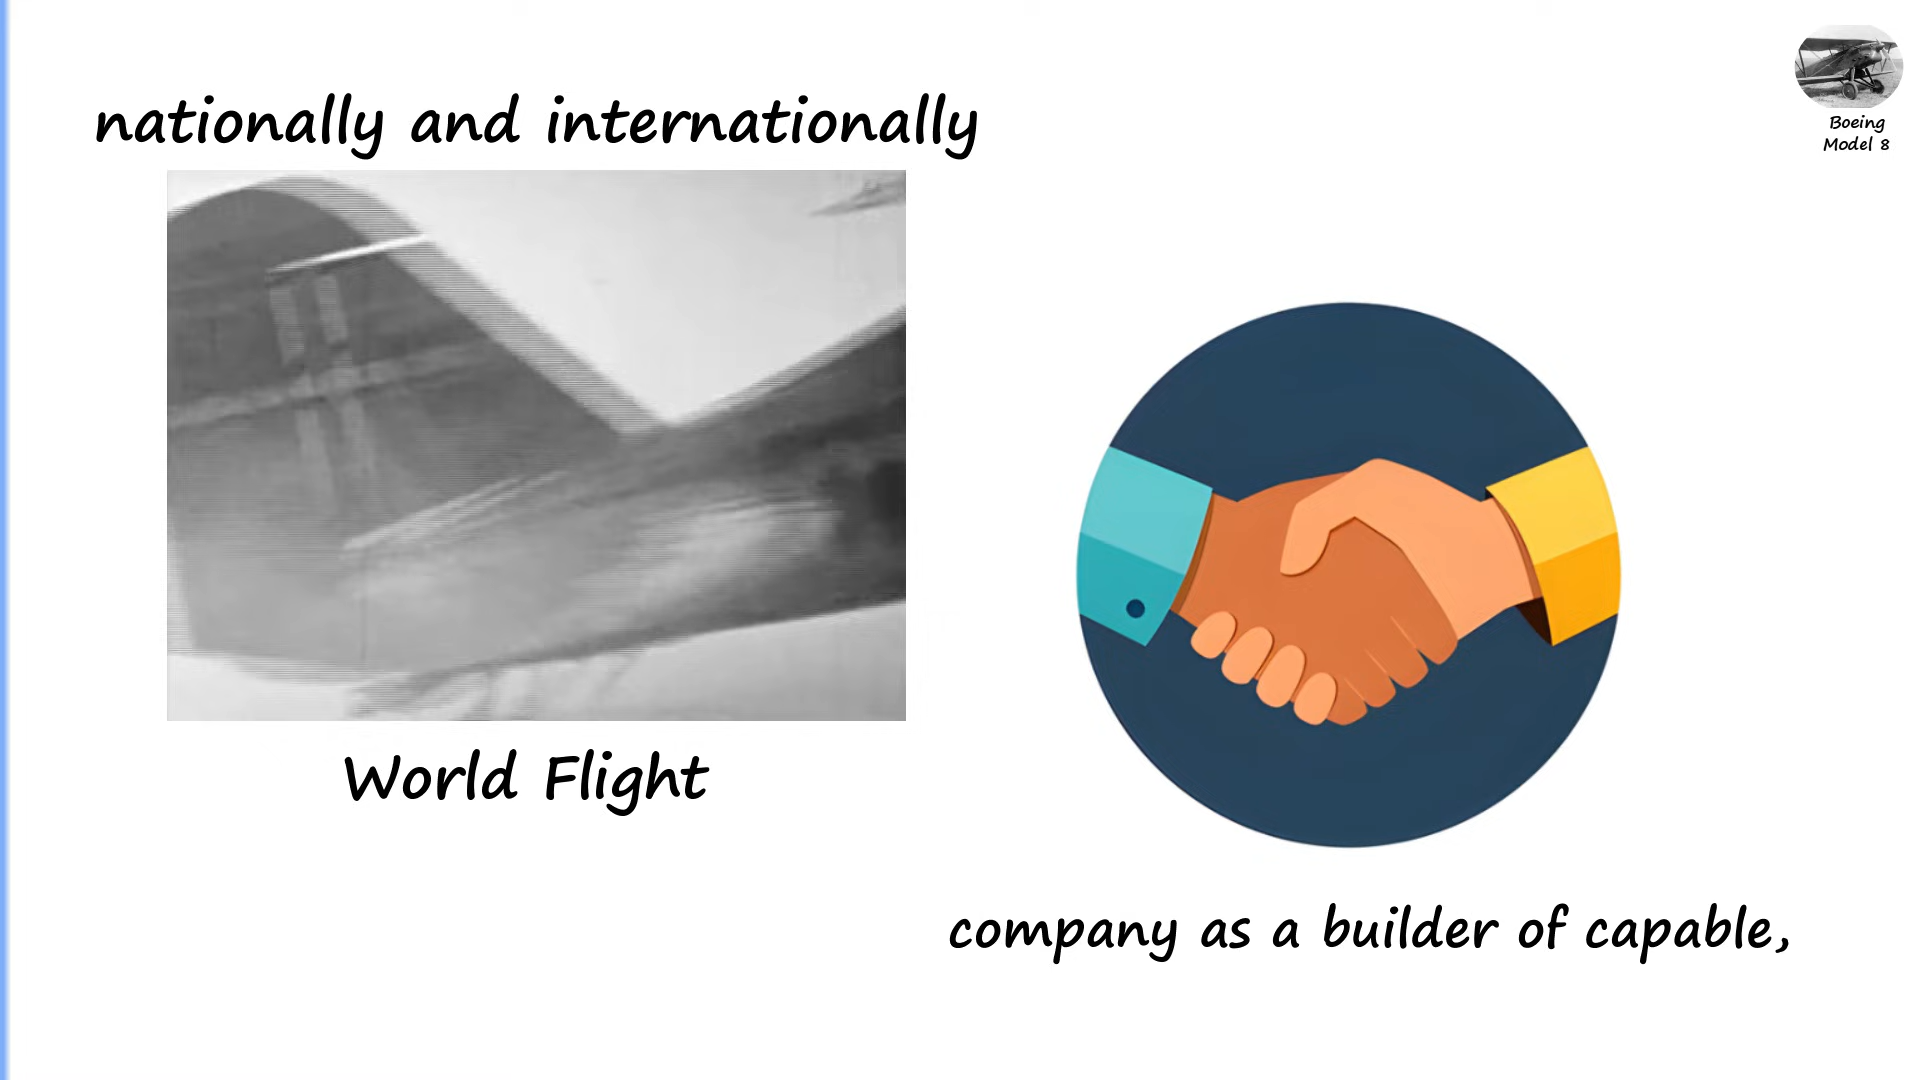 nationally and internationally
Boeing
Model 8
World Flight
company as a builder of capable,